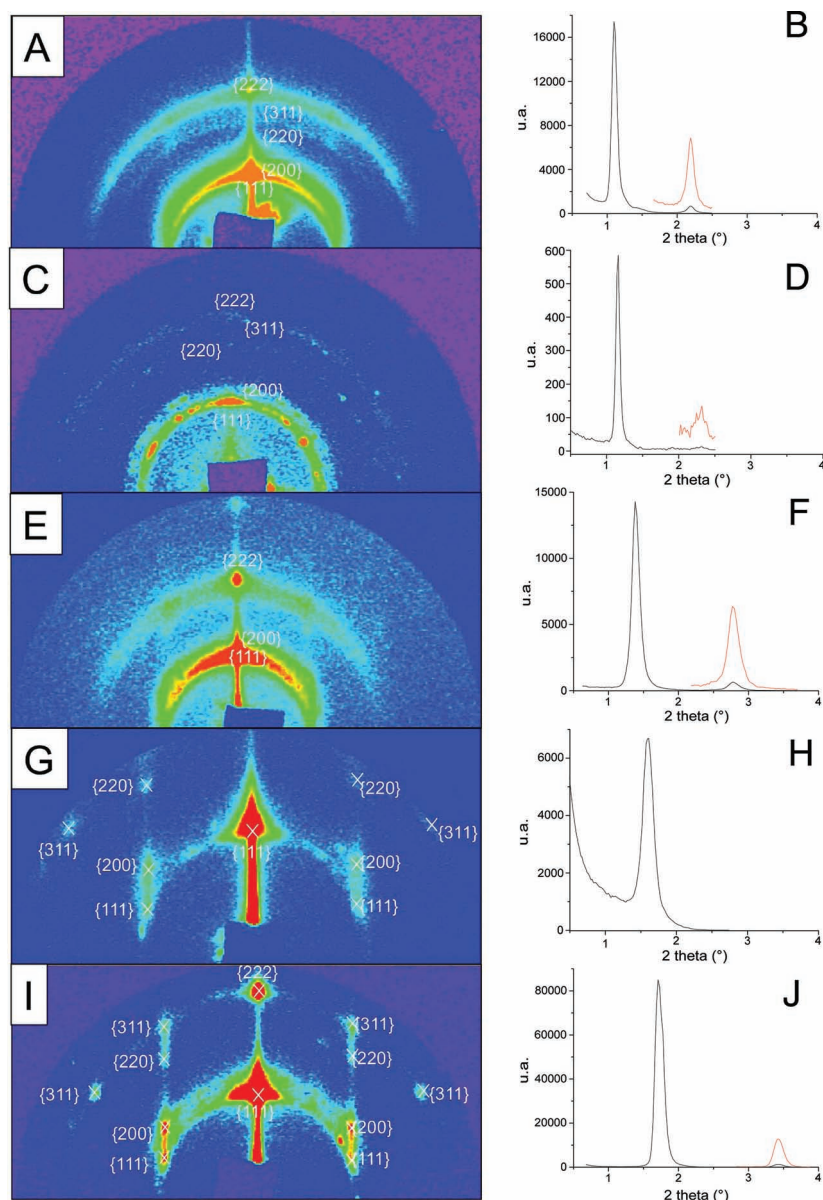 A
{222}
{311}
{220}
{200}
{111}
B
u.a.
16000
12000
8000
4000
0
1 2 3 4
2 theta (°)
C
{222}
{311}
{220}
{200}
{111}
D
u.a.
600
500
400
300
200
100
0
1 2 3 4
2 theta (°)
E
{222}
{200}
{111}
F
u.a.
15000
10000
5000
0
1 2 3 4
2 theta (°)
G
{220} {220}
{311} {311}
{111}
{200} {200}
{111} {111}
H
u.a.
6000
4000
2000
0
1 2 3 4
2 theta (°)
I
{222}
{311} {311}
{220} {220}
{311} {311}
{111}
{200} {200}
{111} {111}
J
u.a.
80000
60000
40000
20000
0
1 2 3 4
2 theta (°)